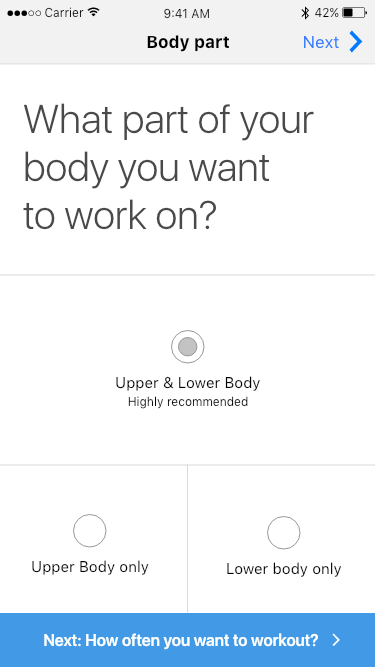 Carrier 9:41 AM 42%
Body part Next
What part of your
body you want
to work on?
Upper & Lower Body
Highly recommended
Upper Body only
Lower body only
Next: How often you want to workout?